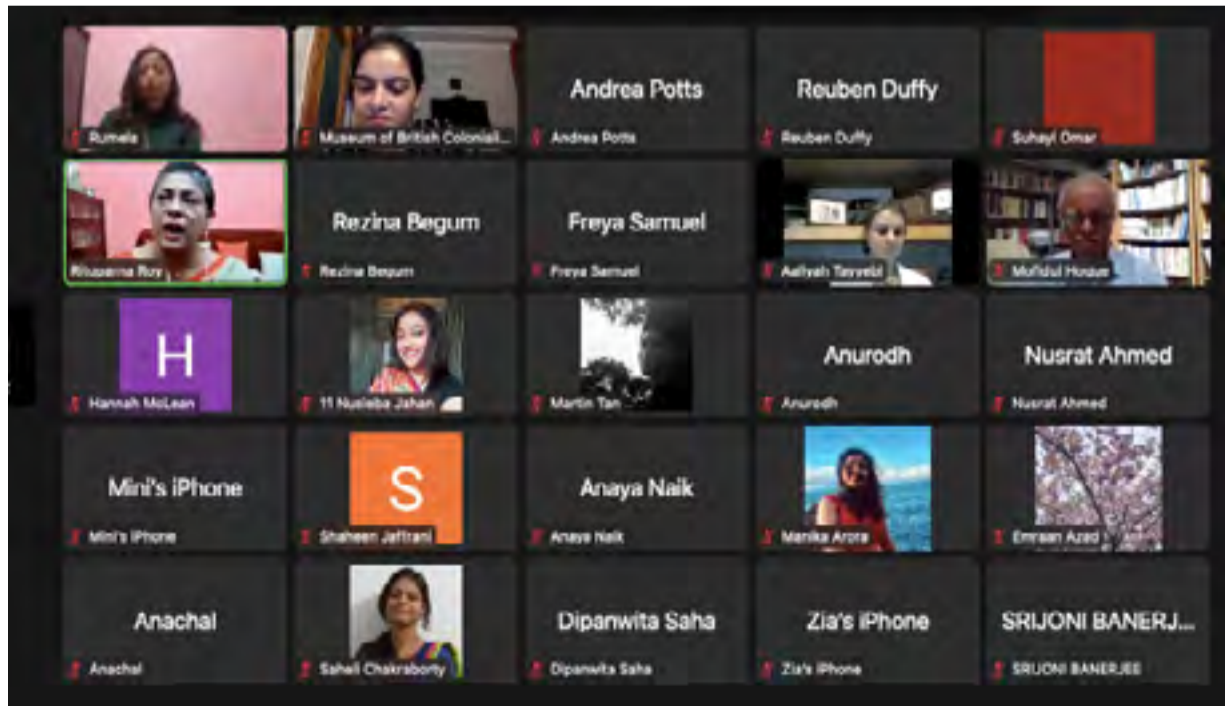 Rumela
Museum of British Coloniali...
Andrea Potts
Andrea Potts
Reuben Duffy
Reuben Duffy
Suhayl Omar
Rituparna Roy
Rezina Begum
Rezina Begum
Freya Samuel
Freya Samuel
Aaliyah Tayyebi
Mofidul Hoque
H
Hannah McLean
11 Nusieba Jahan
Martin Tan
Anurodh
Anurodh
Nusrat Ahmed
Nusrat Ahmed
Mini's iPhone
Mini's iPhone
S
Shaheen Jaffrani
Anaya Naik
Anaya Naik
Manika Arora
Emraan Azad
Anachal
Anachal
Saheli Chakraborty
Dipanwita Saha
Dipanwita Saha
Zia's iPhone
Zia's iPhone
SRIJONI BANERJ...
SRIJONI BANERJEE